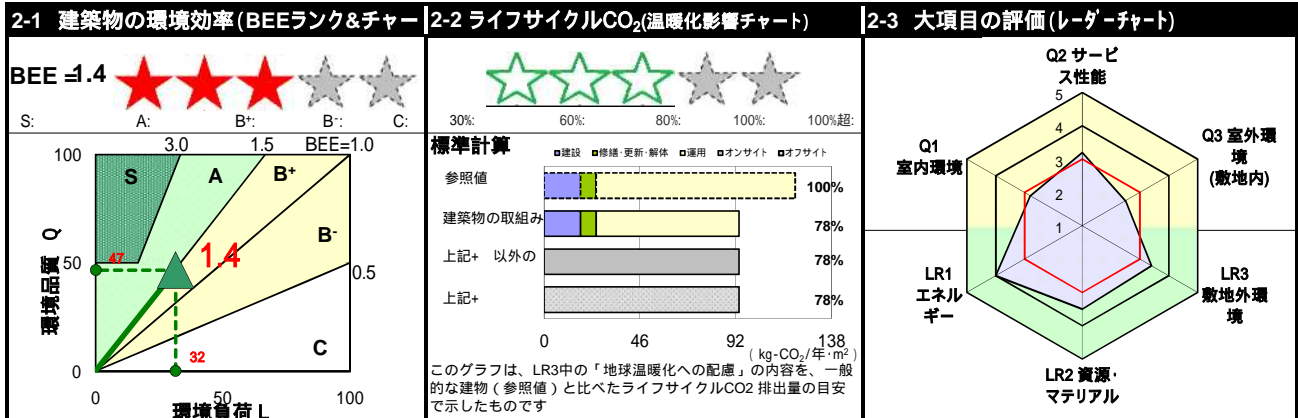 2-1 建築物の環境効率(BEEランク&チャー
BEE =1.4
S: A: B⁺: B⁻: C:
3.0 1.5 BEE=1.0
100
S A B⁺
B⁻
環境品質 Q
47
1.4
50
0.5
32
C
0
0 50 100
環境負荷 L
2-2 ライフサイクルCO₂(温暖化影響チャート)
30%: 60%: 80%: 100%: 100%超:
標準計算
■建設 ■修繕・更新・解体 □運用 ■オンサイト ■オフサイト
参照値 100%
建築物の取組み 78%
上記+ 以外の 78%
上記+ 78%
0 46 92 138
( kg-CO₂/年・m² )
このグラフは、LR3中の「地球温暖化への配慮」の内容を、一般
的な建物(参照値)と比べたライフサイクルCO2 排出量の目安
で示したものです
2-3 大項目の評価(レーダーチャート)
Q2 サービ
ス性能
5
4
3
2
1
Q1
室内環境
Q3 室外環
境
(敷地内)
LR1
エネル
ギー
LR3
敷地外環
境
LR2 資源・
マテリアル